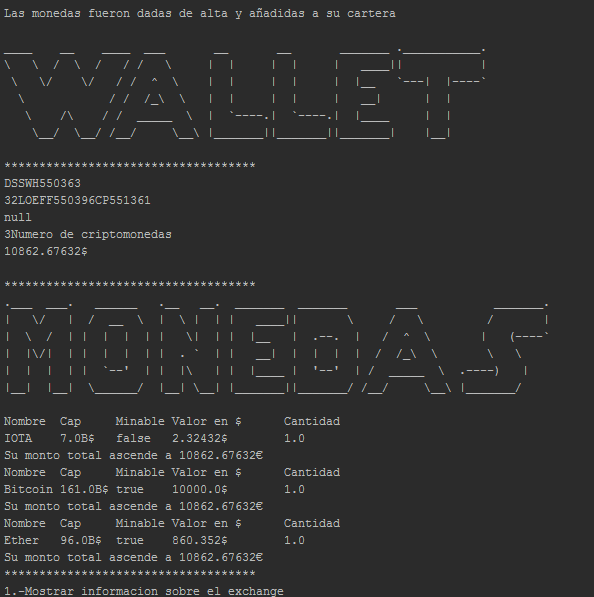 Las monedas fueron dadas de alta y añadidas a su cartera
WALLET
************************************
DSSWH550363
32LOEFF550396CP551361
null
3Numero de criptomonedas
10862.67632$
************************************
MONEDAS
Nombre Cap Minable Valor en $ Cantidad
IOTA 7.0B$ false 2.32432$ 1.0
Su monto total asciende a 10862.67632€
Nombre Cap Minable Valor en $ Cantidad
Bitcoin 161.0B$ true 10000.0$ 1.0
Su monto total ascende a 10862.67632€
Nombre Cap Minable Valor en $ Cantidad
Ether 96.0B$ true 860.352$ 1.0
Su monto total ascende a 10862.67632€
************************************
1.-Mostrar informacion sobre el exchange